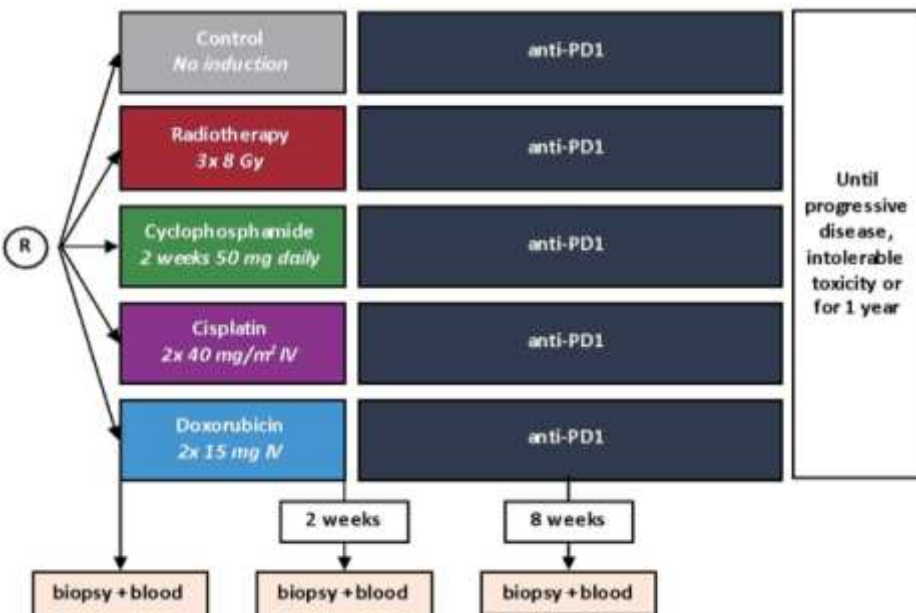 Control
No induction
anti-PD1
Radiotherapy
3x 8 Gy
anti-PD1
R
Cyclophosphamide
2 weeks 50 mg daily
anti-PD1
Cisplatin
2x 40 mg/m² IV
anti-PD1
Doxorubicin
2x 15 mg IV
anti-PD1
Until
progressive
disease,
intolerable
toxicity or
for 1 year
2 weeks
8 weeks
biopsy + blood
biopsy + blood
biopsy + blood